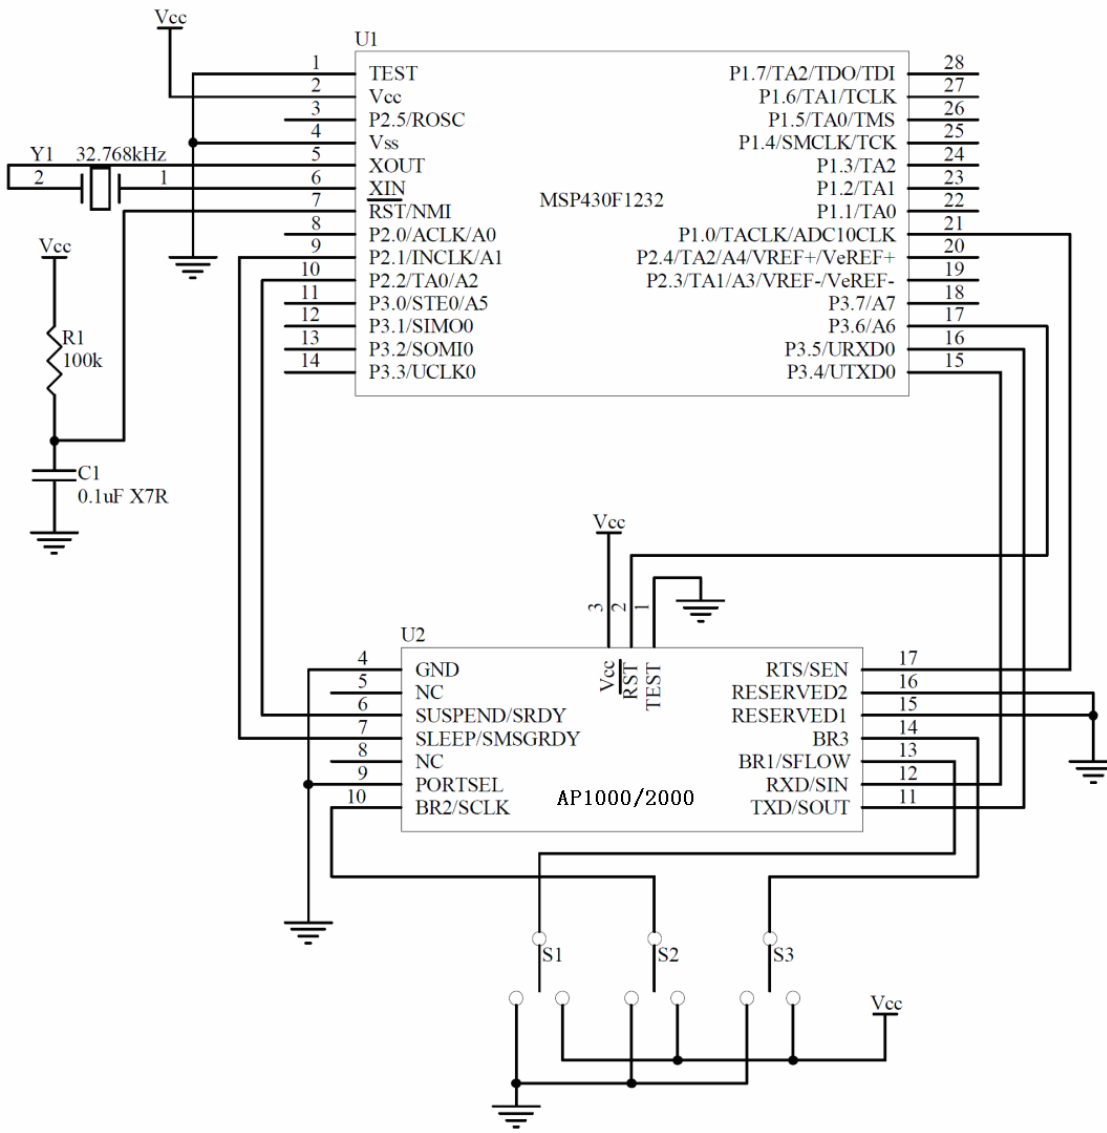 Vcc
U1
1 TEST P1.7/TA2/TDO/TDI 28
2 Vcc P1.6/TA1/TCLK 27
3 P2.5/ROSC P1.5/TA0/TMS 26
4 Vss P1.4/SMCLK/TCK 25
Y1 32.768kHz 5 XOUT P1.3/TA2 24
2 1 6 XIN P1.2/TA1 23
MSP430F1232
7 RST/NMI P1.1/TA0 22
8 P2.0/ACLK/A0 P1.0/TACLK/ADC10CLK 21
Vcc
9 P2.1/INCLK/A1 P2.4/TA2/A4/VREF+/VeREF+ 20
10 P2.2/TA0/A2 P2.3/TA1/A3/VREF-/VeREF- 19
11 P3.0/STE0/A5 P3.7/A7 18
12 P3.1/SIMO0 P3.6/A6 17
R1
13 P3.2/SOMI0 P3.5/URXD0 16
100k
14 P3.3/UCLK0 P3.4/UTXD0 15
C1
0.1uF X7R
Vcc
3 2 1
U2
Vcc RST TEST
4 GND RTS/SEN 17
5 NC RESERVED2 16
6 SUSPEND/SRDY RESERVED1 15
7 SLEEP/SMSGRDY BR3 14
8 NC BR1/SFLOW 13
9 PORTSEL RXD/SIN 12
AP1000/2000
10 BR2/SCLK TXD/SOUT 11
S1 S2 S3
Vcc